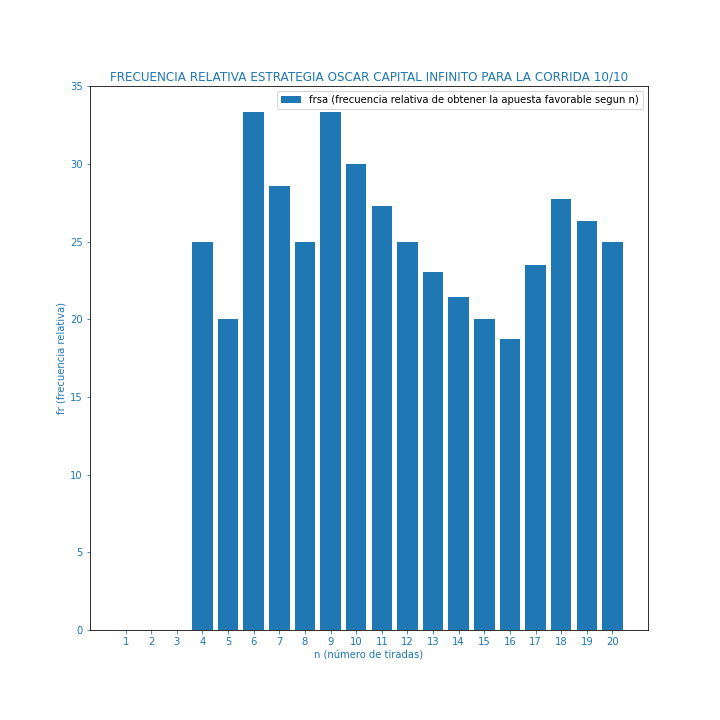 FRECUENCIA RELATIVA ESTRATEGIA OSCAR CAPITAL INFINITO PARA LA CORRIDA 10/10
frsa (frecuencia relativa de obtener la apuesta favorable segun n)
35
30
25
20
15
10
5
0
fr (frecuencia relativa)
1 2 3 4 5 6 7 8 9 10 11 12 13 14 15 16 17 18 19 20
n (número de tiradas)